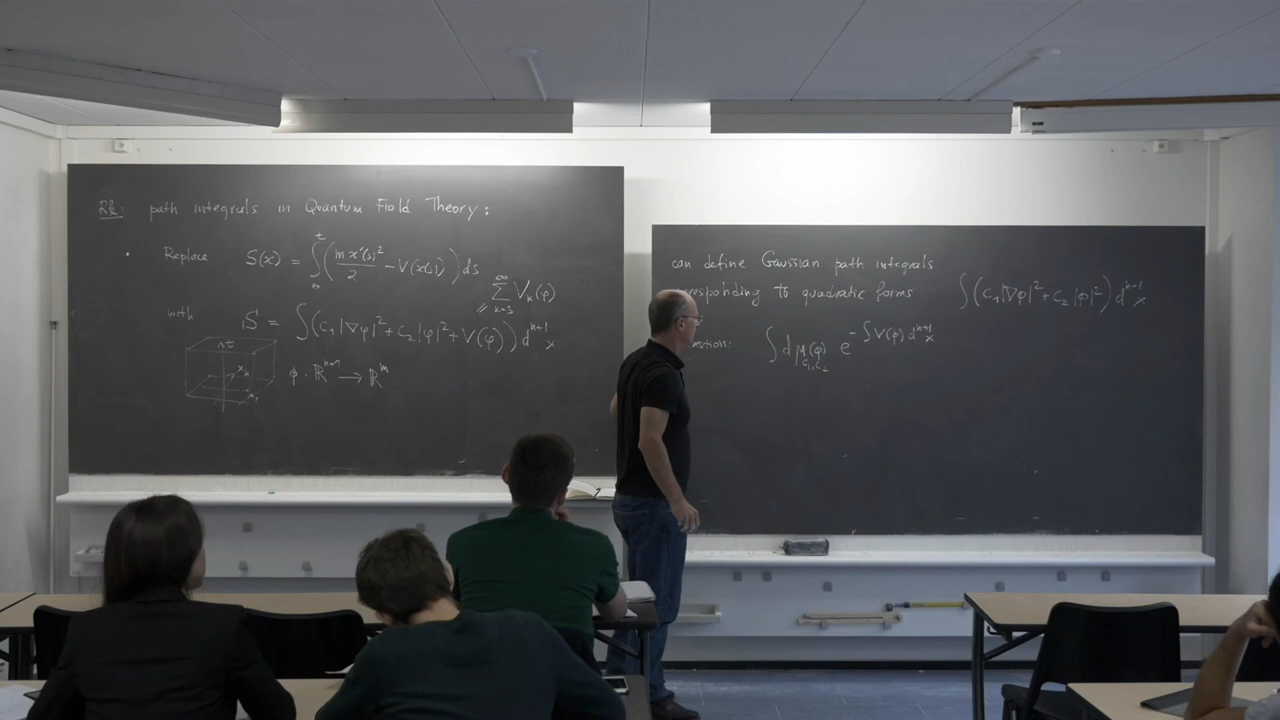 Rk: path integrals in Quantum Field Theory:
• Replace S(x) = ∫₀ᵗ (m x'(s)²/2 − V(x(s))) ds
∑_{k=3}^∞ V_k(φ)
with S = ∫(c₁|∇φ|² + c₂|φ|² + V(φ)) dⁿ⁺¹x
φ : ℝⁿ⁺¹ → ℝᵐ
can define Gaussian path integrals
responding to quadratic forms ∫(c₁|∇φ|² + c₂|φ|²) dⁿ⁺¹x
estion: ∫ dμ_{c₁,c₂}(φ) e^{−∫V(φ) dⁿ⁺¹x}